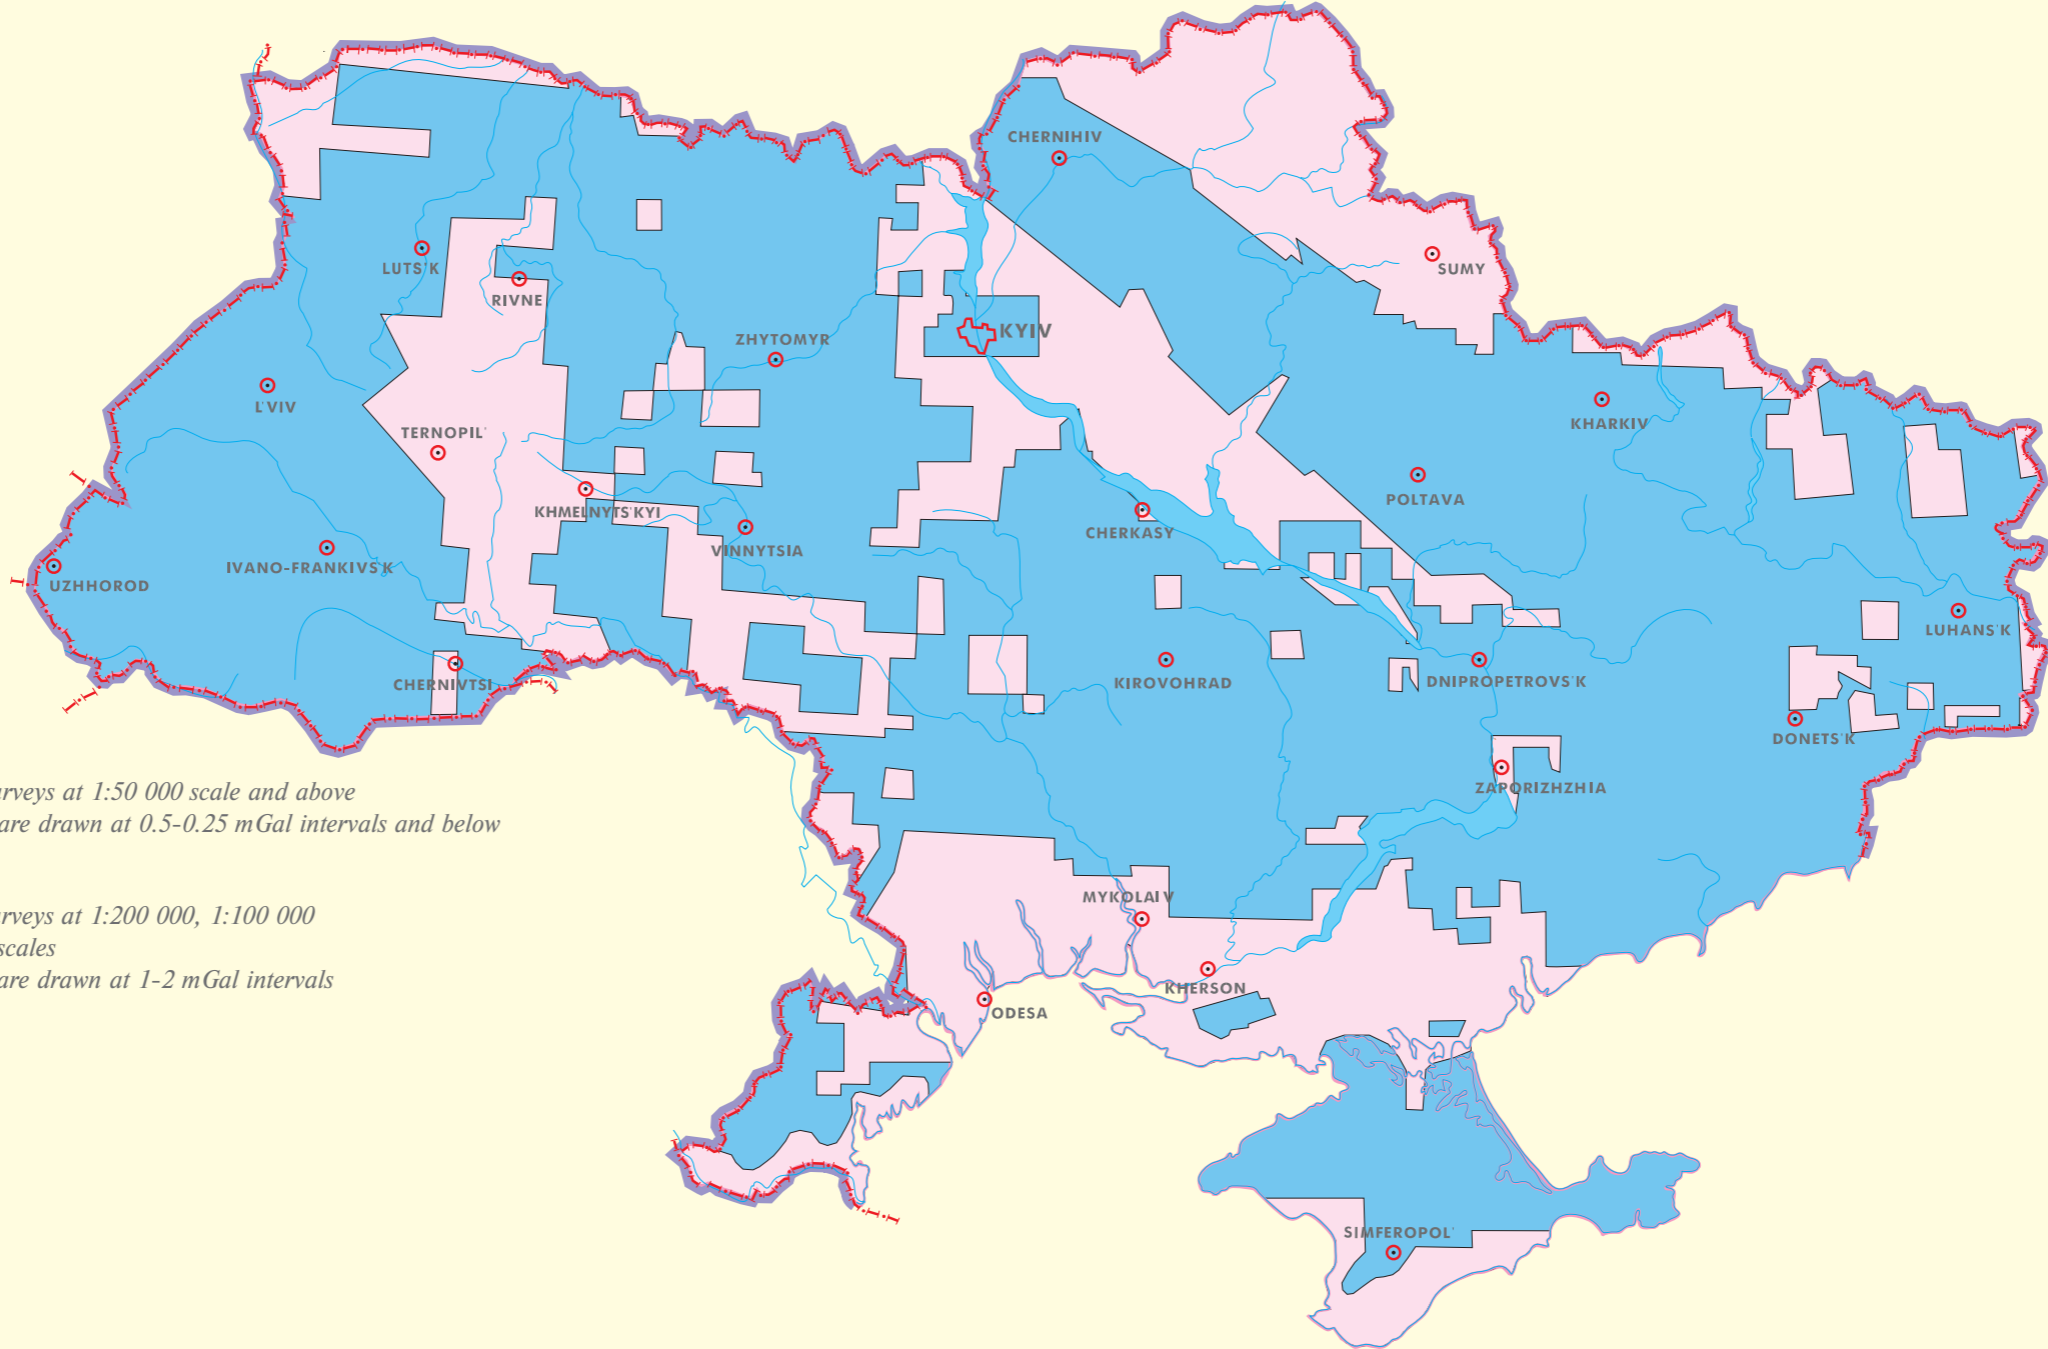 CHERNIHIV
LUTS'K
SUMY
RIVNE
KYIV
ZHYTOMYR
L'VIV
KHARKIV
TERNOPIL'
POLTAVA
KHMELNYTS'KYI
CHERKASY
VINNYTSIA
IVANO-FRANKIVS'K
UZHHOROD
LUHANS'K
CHERNIVTSI
KIROVOHRAD
DNIPROPETROVS'K
DONETS'K
ZAPORIZHZHIA
rveys at 1:50 000 scale and above
are drawn at 0.5-0.25 mGal intervals and below
MYKOLAIV
rveys at 1:200 000, 1:100 000
scales
are drawn at 1-2 mGal intervals
KHERSON
ODESA
SIMFEROPOL'